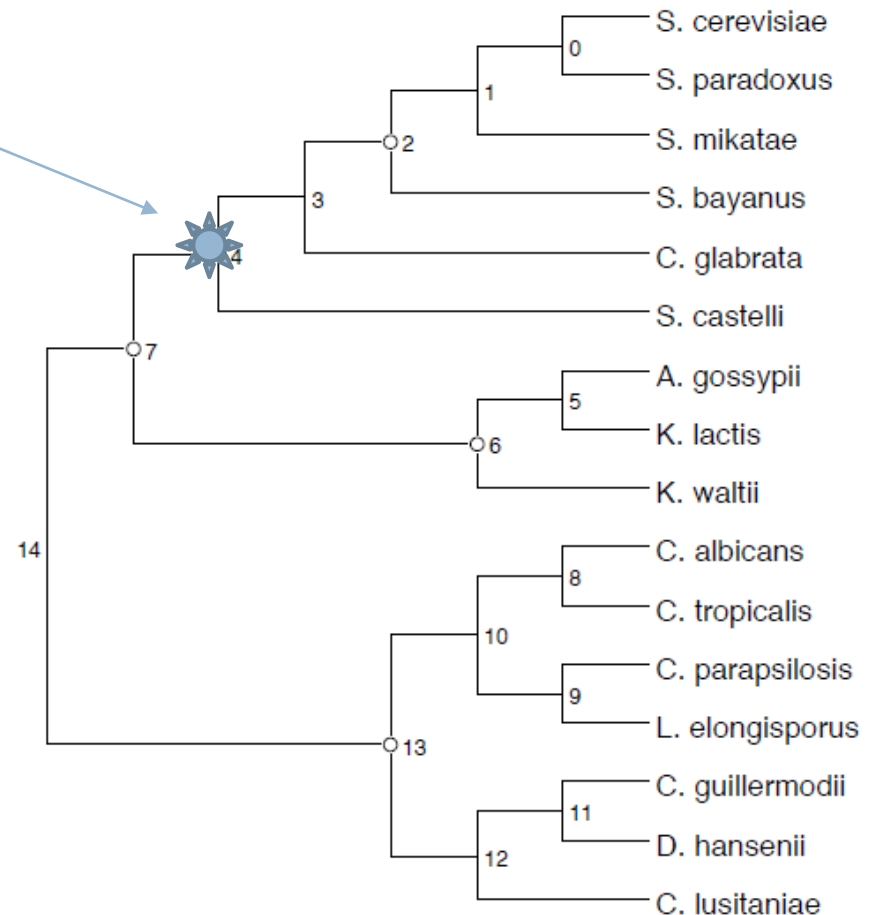 S. cerevisiae
0
S. paradoxus
1
S. mikatae
2
S. bayanus
3
C. glabrata
4
S. castelli
7
A. gossypii
5
K. lactis
6
K. waltii
14
C. albicans
8
C. tropicalis
10
C. parapsilosis
9
L. elongisporus
13
C. guillermodii
11
D. hansenii
12
C. lusitaniae